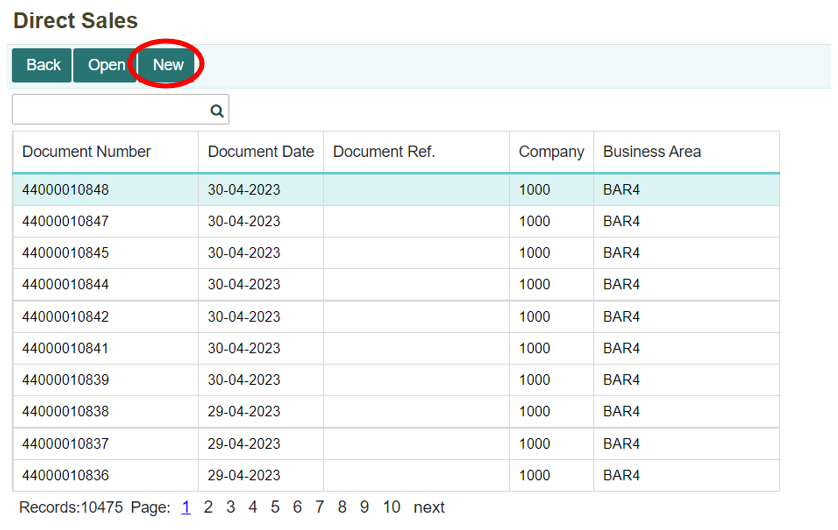 Direct Sales
Back Open New
Document Number Document Date Document Ref. Company Business Area
44000010848 30-04-2023 1000 BAR4
44000010847 30-04-2023 1000 BAR4
44000010845 30-04-2023 1000 BAR4
44000010844 30-04-2023 1000 BAR4
44000010842 30-04-2023 1000 BAR4
44000010841 30-04-2023 1000 BAR4
44000010839 30-04-2023 1000 BAR4
44000010838 29-04-2023 1000 BAR4
44000010837 29-04-2023 1000 BAR4
44000010836 29-04-2023 1000 BAR4
Records:10475 Page: 1 2 3 4 5 6 7 8 9 10 next